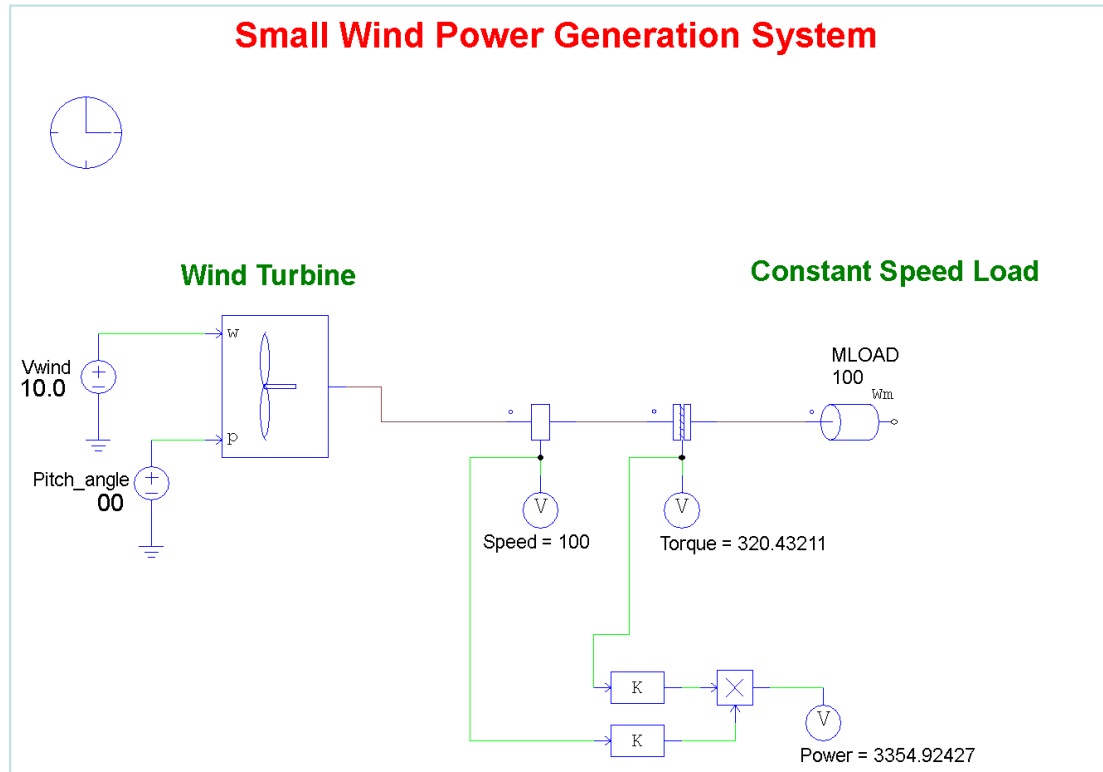 Small Wind Power Generation System
Wind Turbine
Constant Speed Load
w
Vwind
10.0
p
Pitch_angle
00
MLOAD
100
Wm
V
Speed = 100
V
Torque = 320.43211
K
K
V
Power = 3354.92427